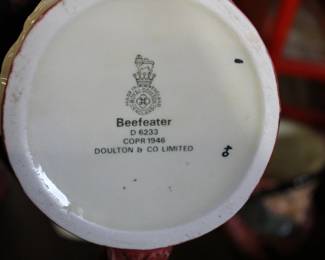 Beefeater
D 6233
COPR 1946
DOULTON & CO LIMITED